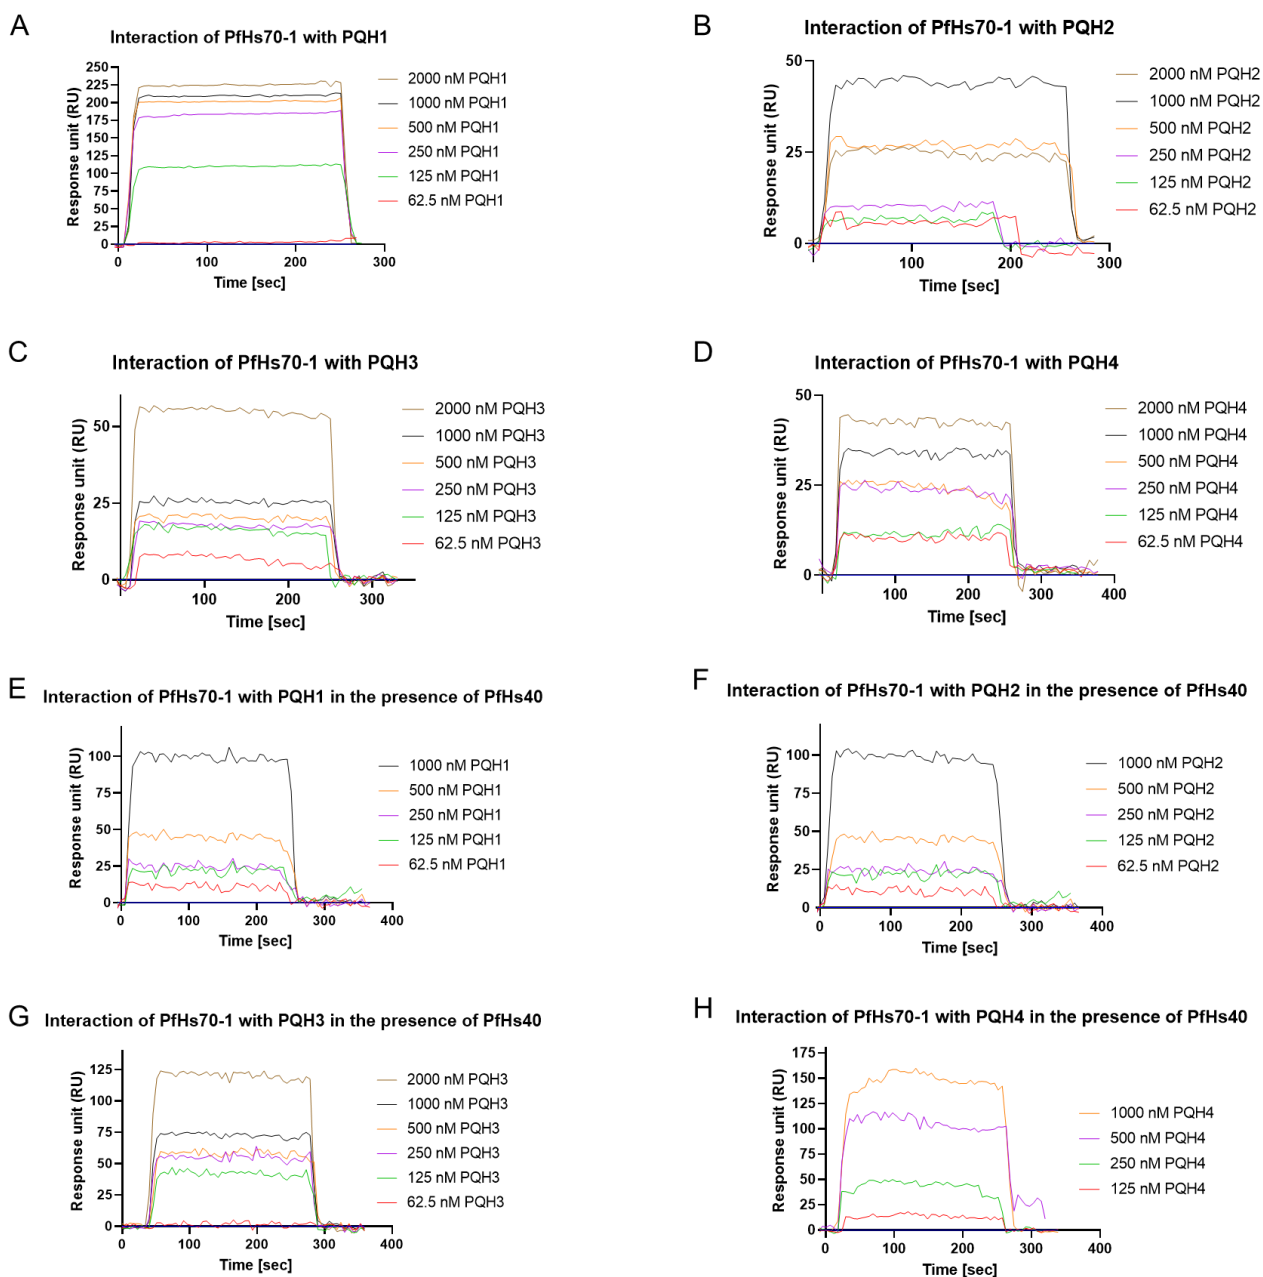 A
Interaction of PfHs70-1 with PQH1
Response unit (RU)
250
225
200
175
150
125
100
75
50
25
0
0 100 200 300
Time [sec]
2000 nM PQH1
1000 nM PQH1
500 nM PQH1
250 nM PQH1
125 nM PQH1
62.5 nM PQH1
B
Interaction of PfHs70-1 with PQH2
Response unit (RU)
50
25
0
100 200 300
Time [sec]
2000 nM PQH2
1000 nM PQH2
500 nM PQH2
250 nM PQH2
125 nM PQH2
62.5 nM PQH2
C
Interaction of PfHs70-1 with PQH3
Response unit (RU)
50
25
0
100 200 300
Time [sec]
2000 nM PQH3
1000 nM PQH3
500 nM PQH3
250 nM PQH3
125 nM PQH3
62.5 nM PQH3
D
Interaction of PfHs70-1 with PQH4
Response unit (RU)
50
25
0
100 200 300 400
Time [sec]
2000 nM PQH4
1000 nM PQH4
500 nM PQH4
250 nM PQH4
125 nM PQH4
62.5 nM PQH4
E
Interaction of PfHs70-1 with PQH1 in the presence of PfHs40
Response unit (RU)
100
75
50
25
0
0 100 200 300 400
Time [sec]
1000 nM PQH1
500 nM PQH1
250 nM PQH1
125 nM PQH1
62.5 nM PQH1
F
Interaction of PfHs70-1 with PQH2 in the presence of PfHs40
Response unit (RU)
100
75
50
25
0
0 100 200 300 400
Time [sec]
1000 nM PQH2
500 nM PQH2
250 nM PQH2
125 nM PQH2
62.5 nM PQH2
G
Interaction of PfHs70-1 with PQH3 in the presence of PfHs40
Response unit (RU)
125
100
75
50
25
0
0 100 200 300 400
Time [sec]
2000 nM PQH3
1000 nM PQH3
500 nM PQH3
250 nM PQH3
125 nM PQH3
62.5 nM PQH3
H
Interaction of PfHs70-1 with PQH4 in the presence of PfHs40
Response unit (RU)
175
150
125
100
75
50
25
0
0 100 200 300 400
Time [sec]
1000 nM PQH4
500 nM PQH4
250 nM PQH4
125 nM PQH4